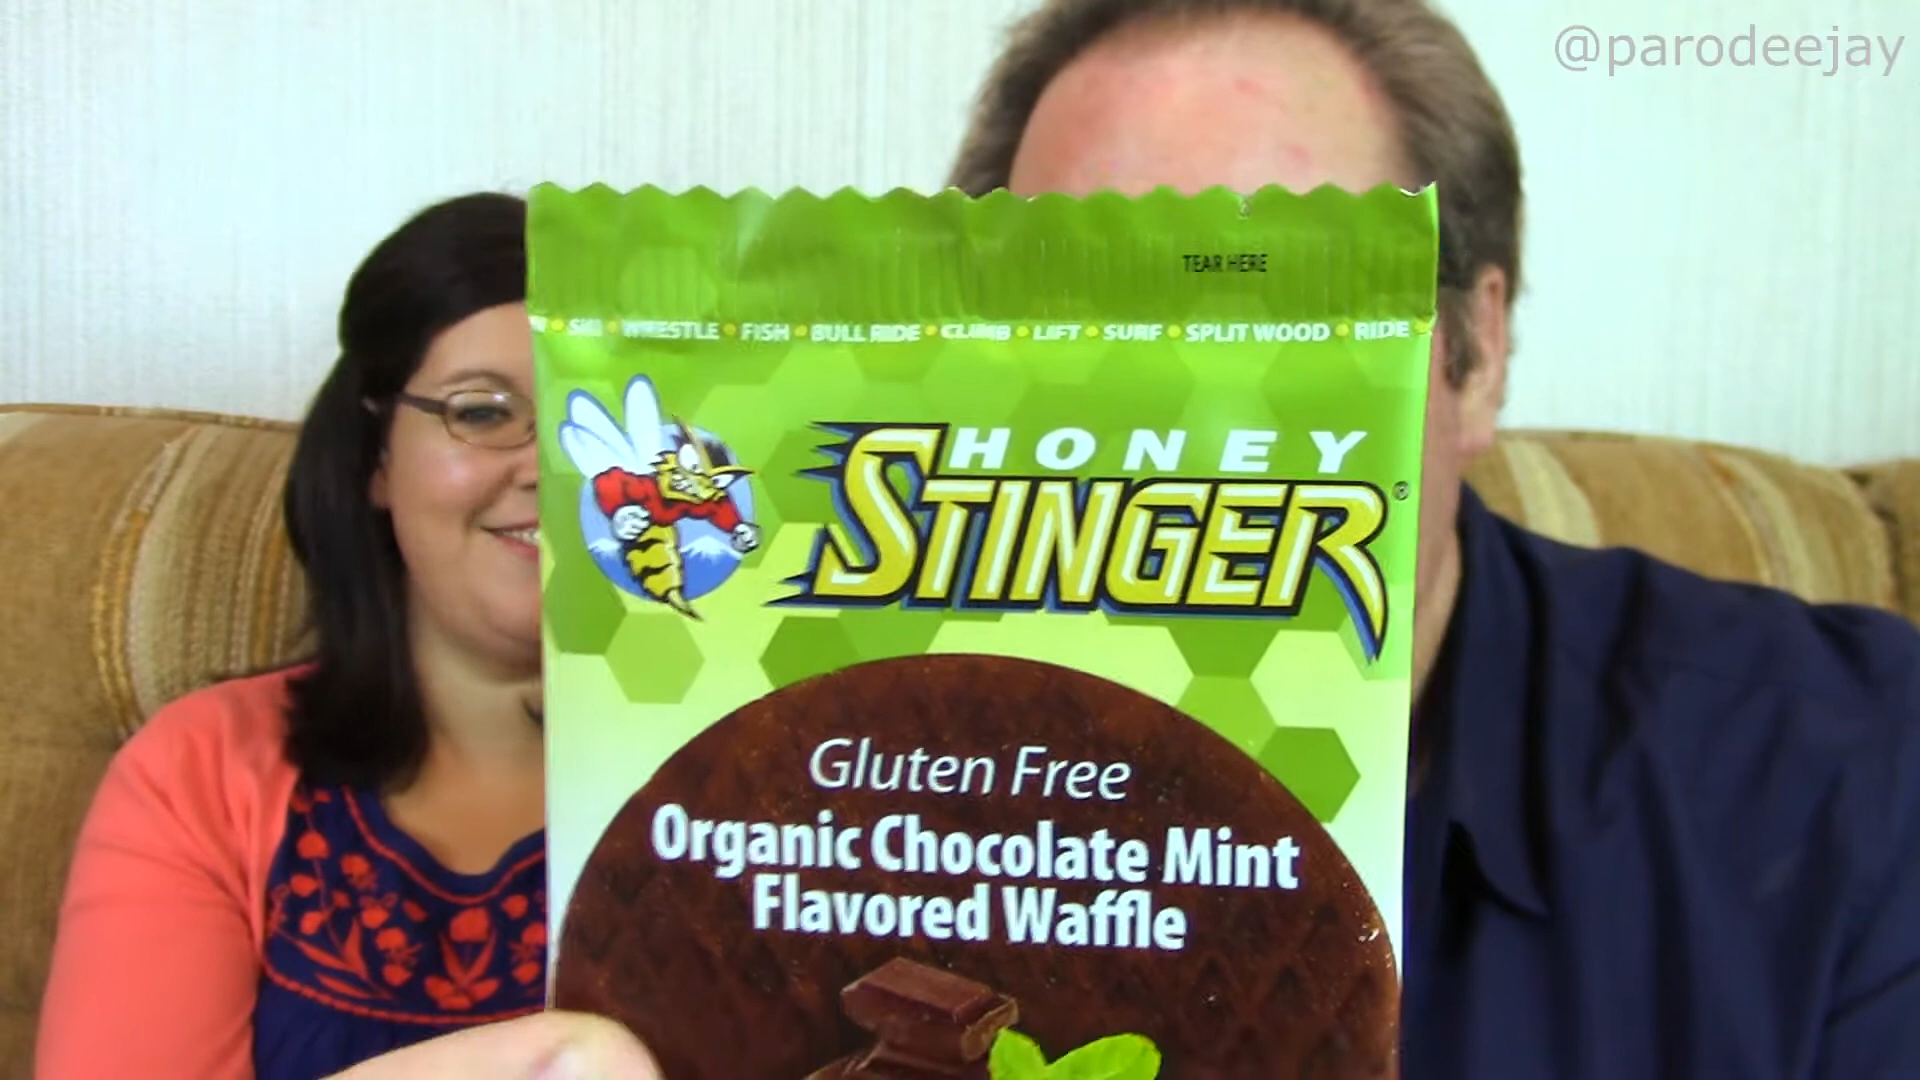 @parodeejay
TEAR HERE
SKI • WRESTLE • FISH • BULL RIDE • CLIMB • LIFT • SURF • SPLIT WOOD • RIDE •
HONEY
STINGER®
Gluten Free
Organic Chocolate Mint
Flavored Waffle